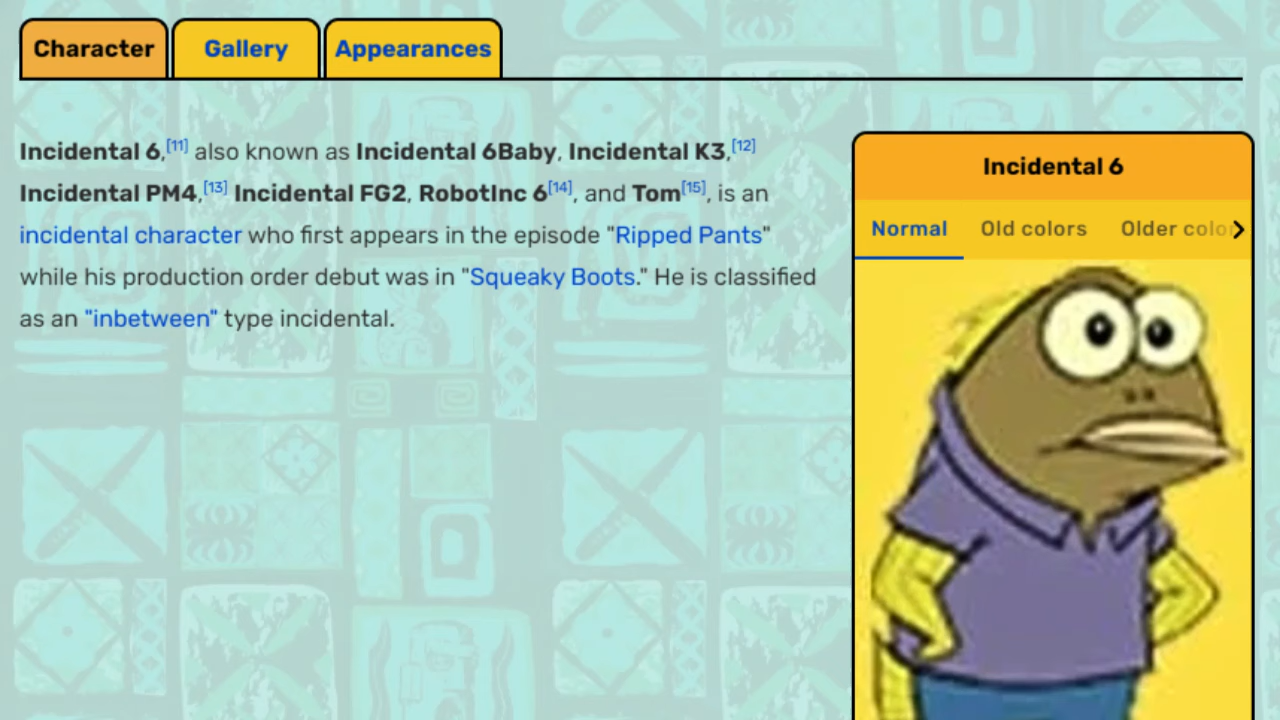 Character Gallery Appearances
Incidental 6,[11] also known as Incidental 6Baby, Incidental K3,[12]
Incidental PM4,[13] Incidental FG2, RobotInc 6[14], and Tom[15], is an
incidental character who first appears in the episode "Ripped Pants"
while his production order debut was in "Squeaky Boots." He is classified
as an "inbetween" type incidental.
Incidental 6
Normal Old colors Older color